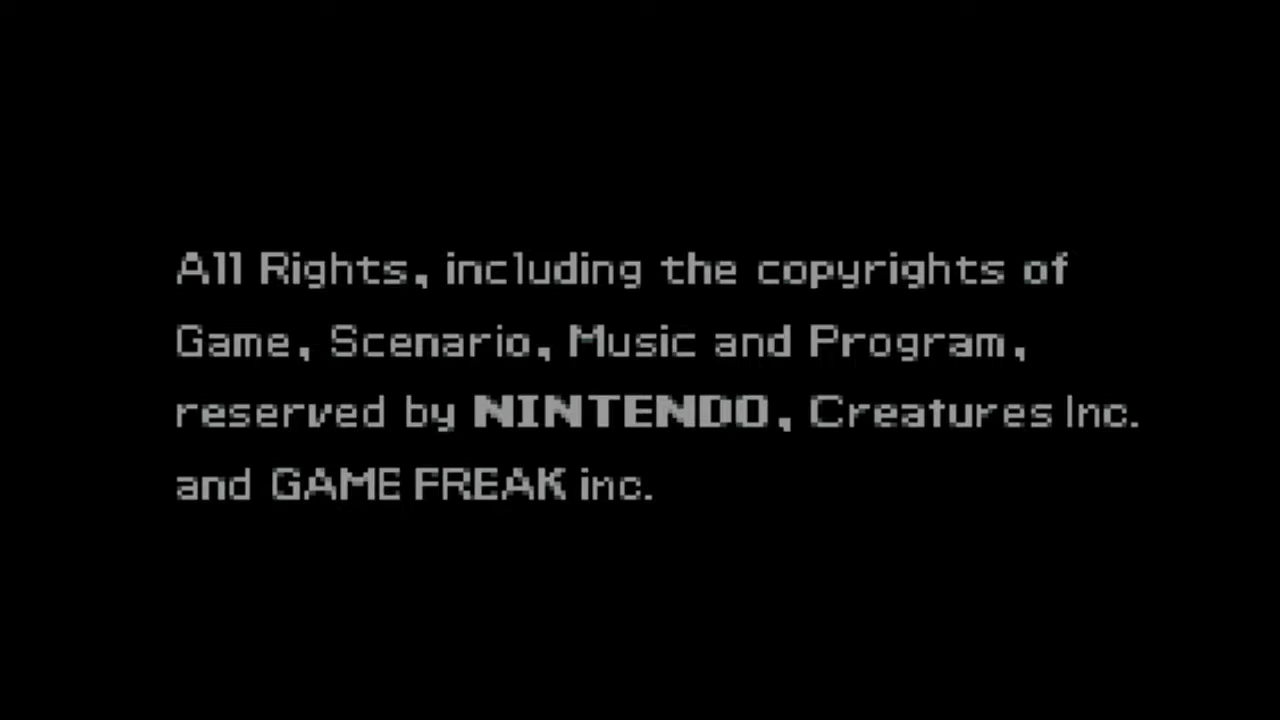 All Rights, including the copyrights of
Game, Scenario, Music and Program,
reserved by NINTENDO, Creatures Inc.
and GAME FREAK inc.